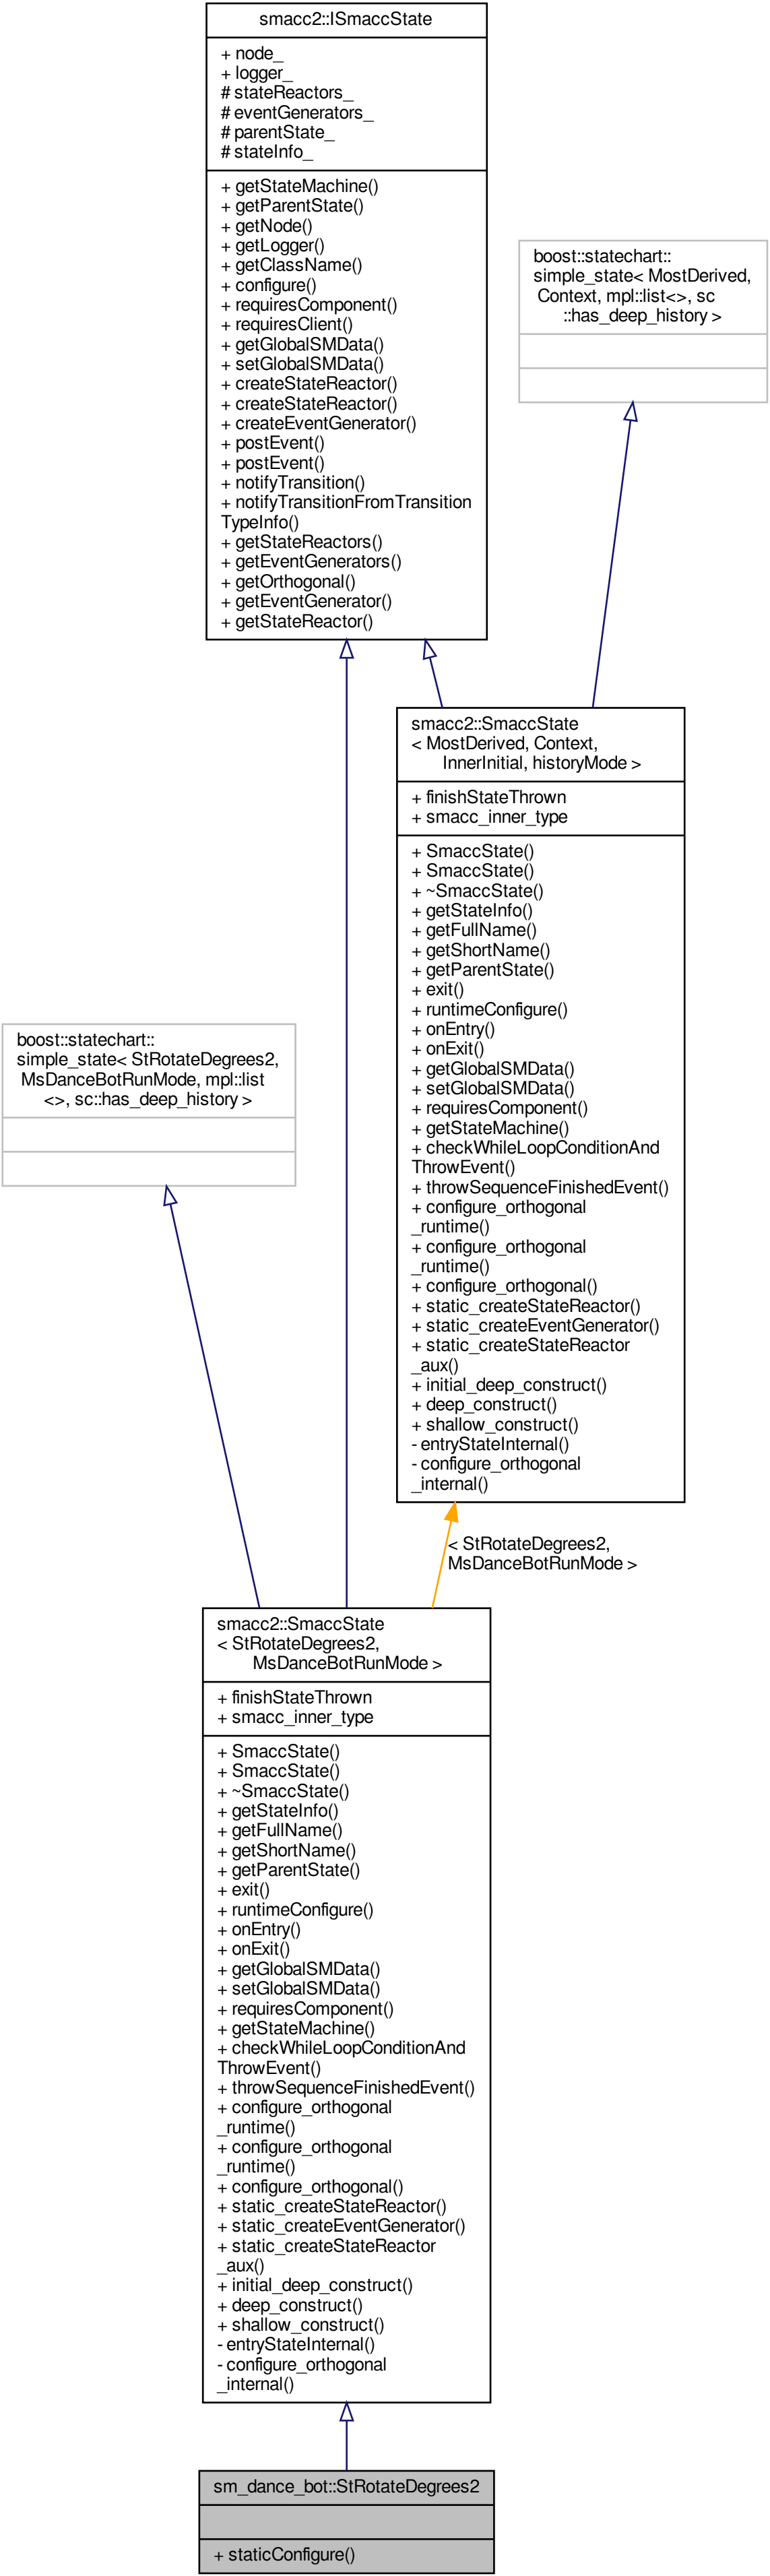 smacc2::ISmaccState
+ node_
+ logger_
# stateReactors_
# eventGenerators_
# parentState_
# stateInfo_
+ getStateMachine()
+ getParentState()
+ getNode()
+ getLogger()
+ getClassName()
+ configure()
+ requiresComponent()
+ requiresClient()
+ getGlobalSMData()
+ setGlobalSMData()
+ createStateReactor()
+ createStateReactor()
+ createEventGenerator()
+ postEvent()
+ postEvent()
+ notifyTransition()
+ notifyTransitionFromTransition
TypeInfo()
+ getStateReactors()
+ getEventGenerators()
+ getOrthogonal()
+ getEventGenerator()
+ getStateReactor()
boost::statechart::
simple_state< MostDerived,
Context, mpl::list<>, sc
::has_deep_history >
smacc2::SmaccState
< MostDerived, Context,
InnerInitial, historyMode >
+ finishStateThrown
+ smacc_inner_type
+ SmaccState()
+ SmaccState()
+ ~SmaccState()
+ getStateInfo()
+ getFullName()
+ getShortName()
+ getParentState()
+ exit()
+ runtimeConfigure()
+ onEntry()
+ onExit()
+ getGlobalSMData()
+ setGlobalSMData()
+ requiresComponent()
+ getStateMachine()
+ checkWhileLoopConditionAnd
ThrowEvent()
+ throwSequenceFinishedEvent()
+ configure_orthogonal
_runtime()
+ configure_orthogonal
_runtime()
+ configure_orthogonal()
+ static_createStateReactor()
+ static_createEventGenerator()
+ static_createStateReactor
_aux()
+ initial_deep_construct()
+ deep_construct()
+ shallow_construct()
- entryStateInternal()
- configure_orthogonal
_internal()
boost::statechart::
simple_state< StRotateDegrees2,
MsDanceBotRunMode, mpl::list
<>, sc::has_deep_history >
< StRotateDegrees2,
MsDanceBotRunMode >
smacc2::SmaccState
< StRotateDegrees2,
MsDanceBotRunMode >
+ finishStateThrown
+ smacc_inner_type
+ SmaccState()
+ SmaccState()
+ ~SmaccState()
+ getStateInfo()
+ getFullName()
+ getShortName()
+ getParentState()
+ exit()
+ runtimeConfigure()
+ onEntry()
+ onExit()
+ getGlobalSMData()
+ setGlobalSMData()
+ requiresComponent()
+ getStateMachine()
+ checkWhileLoopConditionAnd
ThrowEvent()
+ throwSequenceFinishedEvent()
+ configure_orthogonal
_runtime()
+ configure_orthogonal
_runtime()
+ configure_orthogonal()
+ static_createStateReactor()
+ static_createEventGenerator()
+ static_createStateReactor
_aux()
+ initial_deep_construct()
+ deep_construct()
+ shallow_construct()
- entryStateInternal()
- configure_orthogonal
_internal()
sm_dance_bot::StRotateDegrees2
+ staticConfigure()